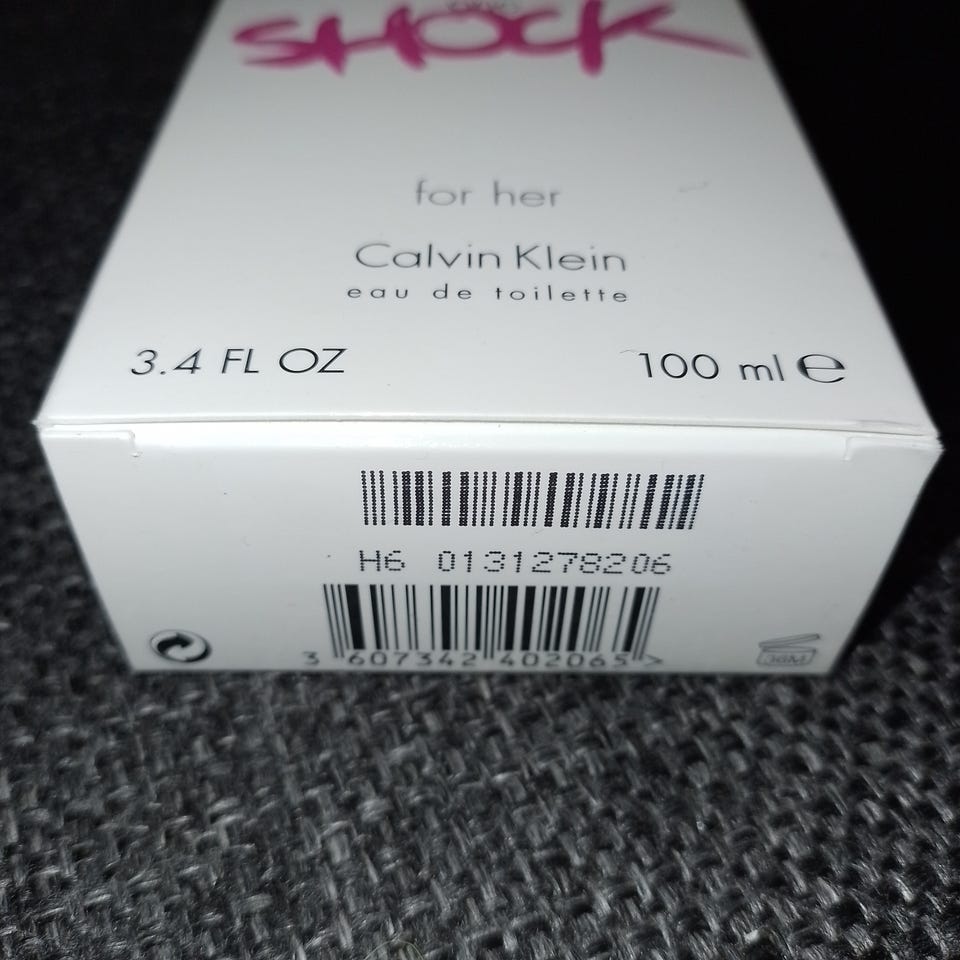 SHOCK
for her
Calvin Klein
eau de toilette
3.4 FL OZ 100 ml ℮
H6 0131278206
3 607342 402065 >
36M